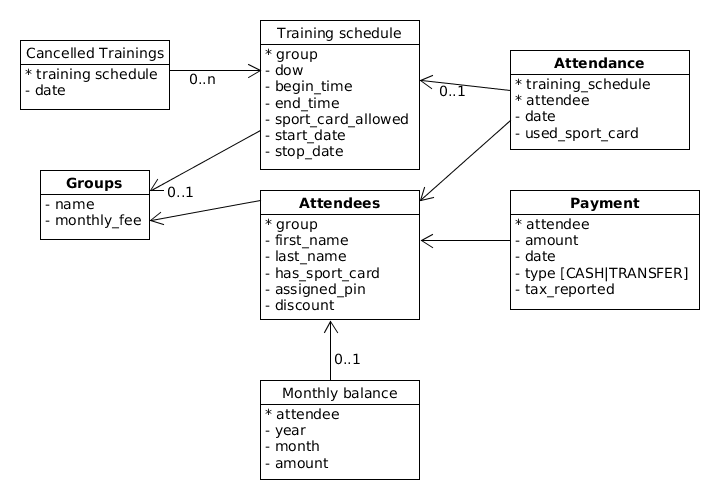 Cancelled Trainings
* training schedule
- date
0..n
Training schedule
* group
- dow
- begin_time
- end_time
- sport_card_allowed
- start_date
- stop_date
0..1
Attendance
* training_schedule
* attendee
- date
- used_sport_card
Groups
- name
- monthly_fee
0..1
Attendees
* group
- first_name
- last_name
- has_sport_card
- assigned_pin
- discount
Payment
* attendee
- amount
- date
- type [CASH|TRANSFER]
- tax_reported
0..1
Monthly balance
* attendee
- year
- month
- amount